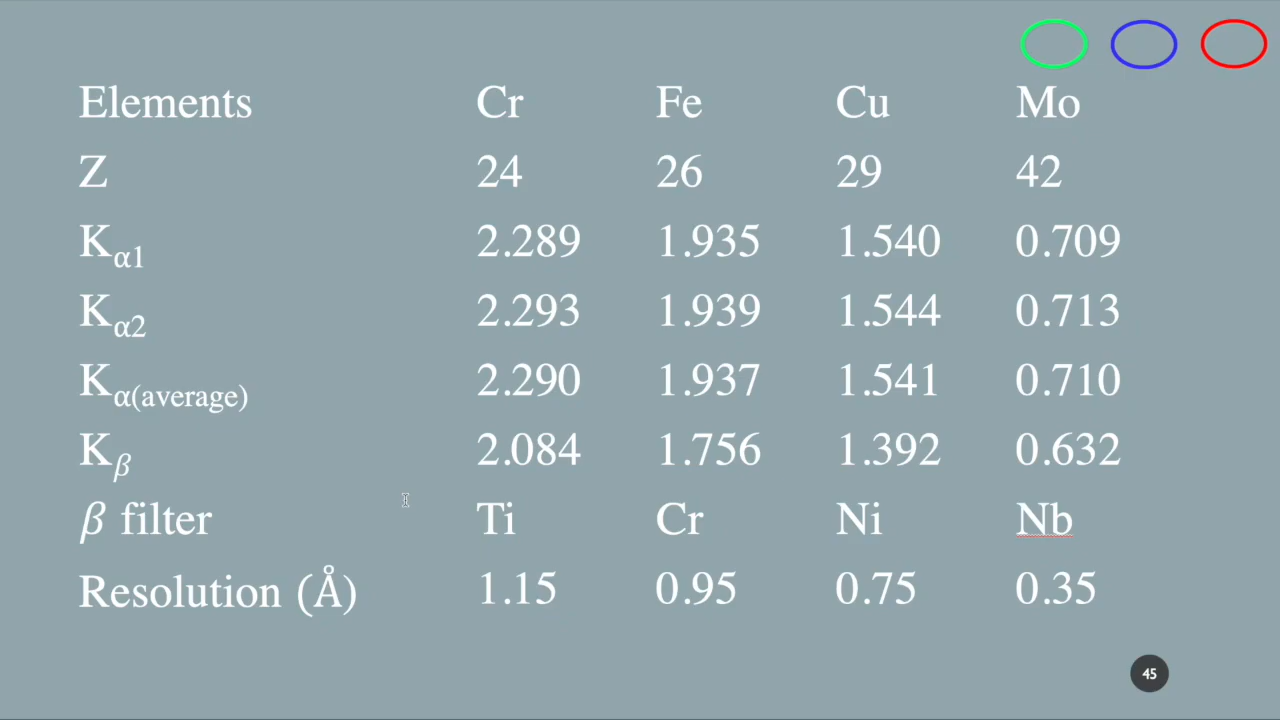 Elements Cr Fe Cu Mo
Z 24 26 29 42
Kα1 2.289 1.935 1.540 0.709
Kα2 2.293 1.939 1.544 0.713
Kα(average) 2.290 1.937 1.541 0.710
Kβ 2.084 1.756 1.392 0.632
β filter Ti Cr Ni Nb
Resolution (Å) 1.15 0.95 0.75 0.35
45